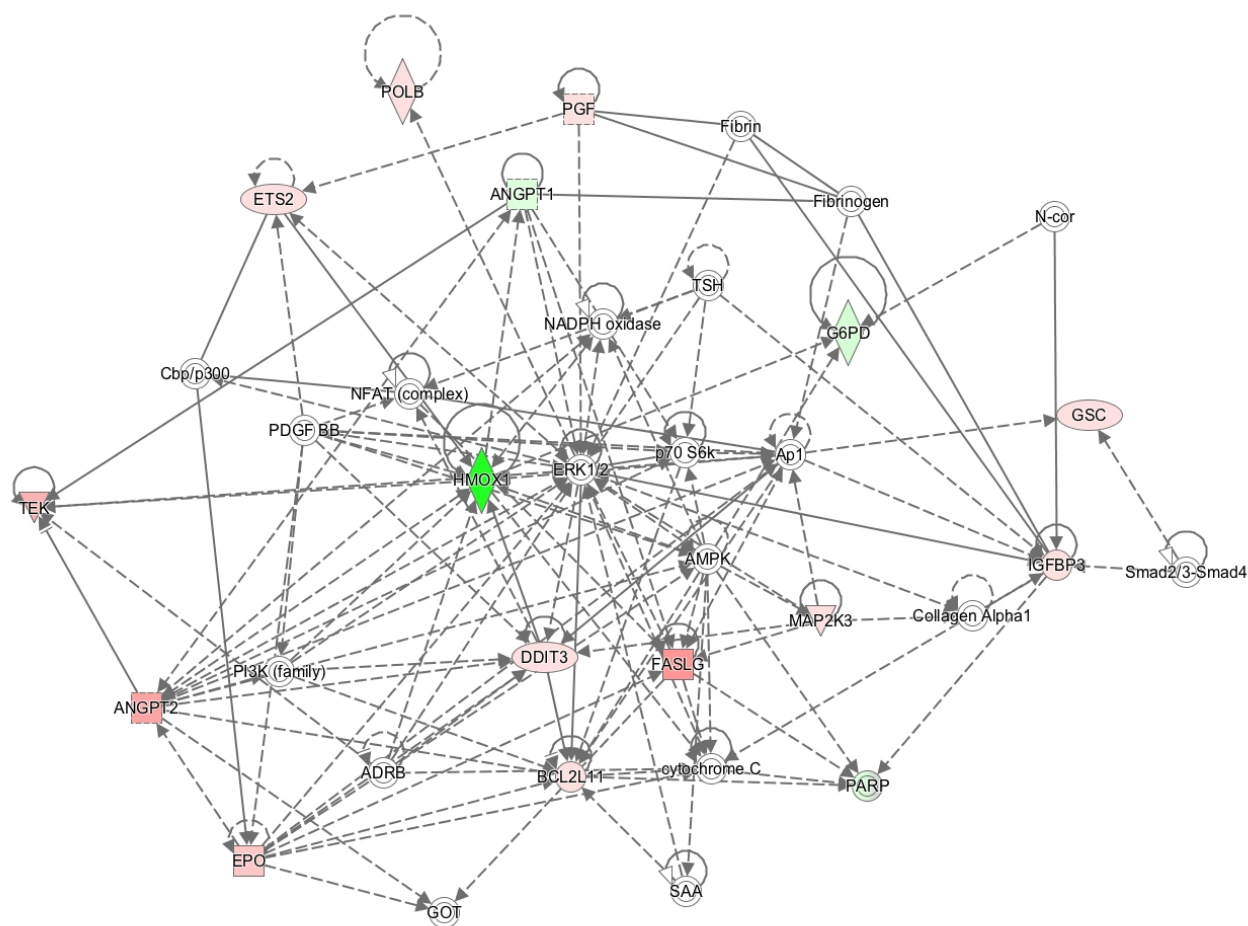 POLB
PGF
Fibrin
ETS2
ANGPT1
Fibrinogen
N-cor
TSH
NADPH oxidase
G6PD
Cbp/p300
NFAT (complex)
GSC
PDGF BB
p70 S6k
Ap1
ERK1/2
HMOX1
TEK
AMPK
IGFBP3
Smad2/3-Smad4
MAP2K3
Collagen Alpha1
DDIT3
FASLG
PI3K (family)
ANGPT2
ADRB
BCL2L11
cytochrome C
PARP
EPO
SAA
GOT